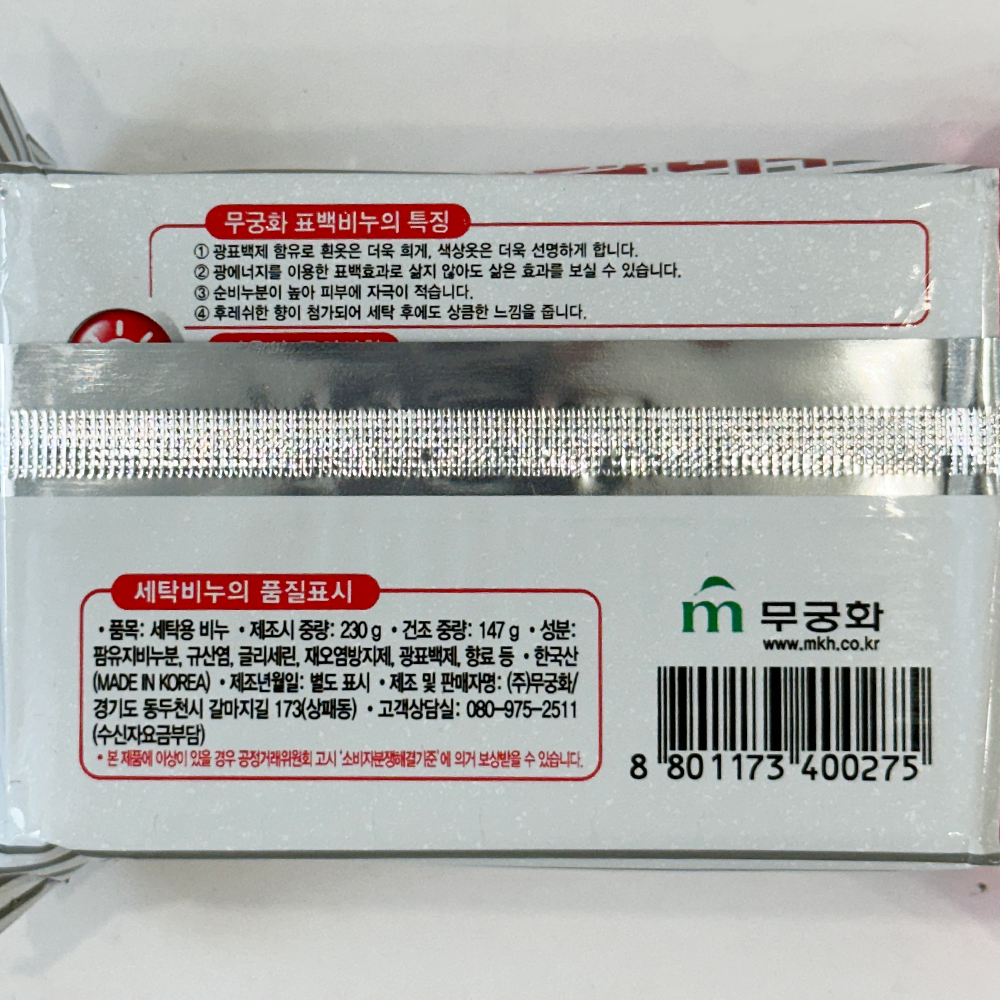 무궁화 표백비누의 특징
① 광표백제 함유로 흰옷은 더욱 희게, 색상옷은 더욱 선명하게 합니다.
② 광에너지를 이용한 표백효과로 삶지 않아도 삶은 효과를 보실 수 있습니다.
③ 순비누분이 높아 피부에 자극이 적습니다.
④ 후레쉬한 향이 첨가되어 세탁 후에도 상큼한 느낌을 줍니다.
세탁비누의 품질표시
• 품목: 세탁용 비누 • 제조시 중량: 230 g • 건조 중량: 147 g • 성분:
팜유지비누분, 규산염, 글리세린, 재오염방지제, 광표백제, 향료 등 • 한국산
(MADE IN KOREA) • 제조년월일: 별도 표시 • 제조 및 판매자명: (주)무궁화/
경기도 동두천시 갈마지길 173(상패동) • 고객상담실: 080-975-2511
(수신자요금부담)
• 본 제품에 이상이 있을 경우 공정거래위원회 고시 '소비자분쟁해결기준'에 의거 보상받을 수 있습니다.
m 무궁화
www.mkh.co.kr
8 801173 400275